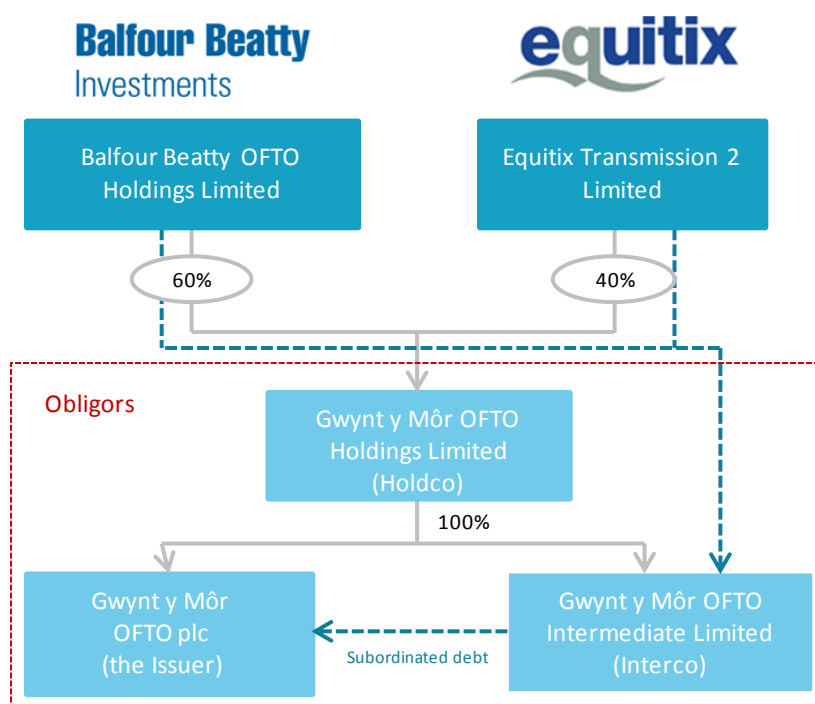 Balfour Beatty
Investments
equitix
Balfour Beatty OFTO
Holdings Limited
Equitix Transmission 2
Limited
60%
40%
Obligors
Gwynt y Môr OFTO
Holdings Limited
(Holdco)
100%
Gwynt y Môr
OFTO plc
(the Issuer)
Subordinated debt
Gwynt y Môr OFTO
Intermediate Limited
(Interco)